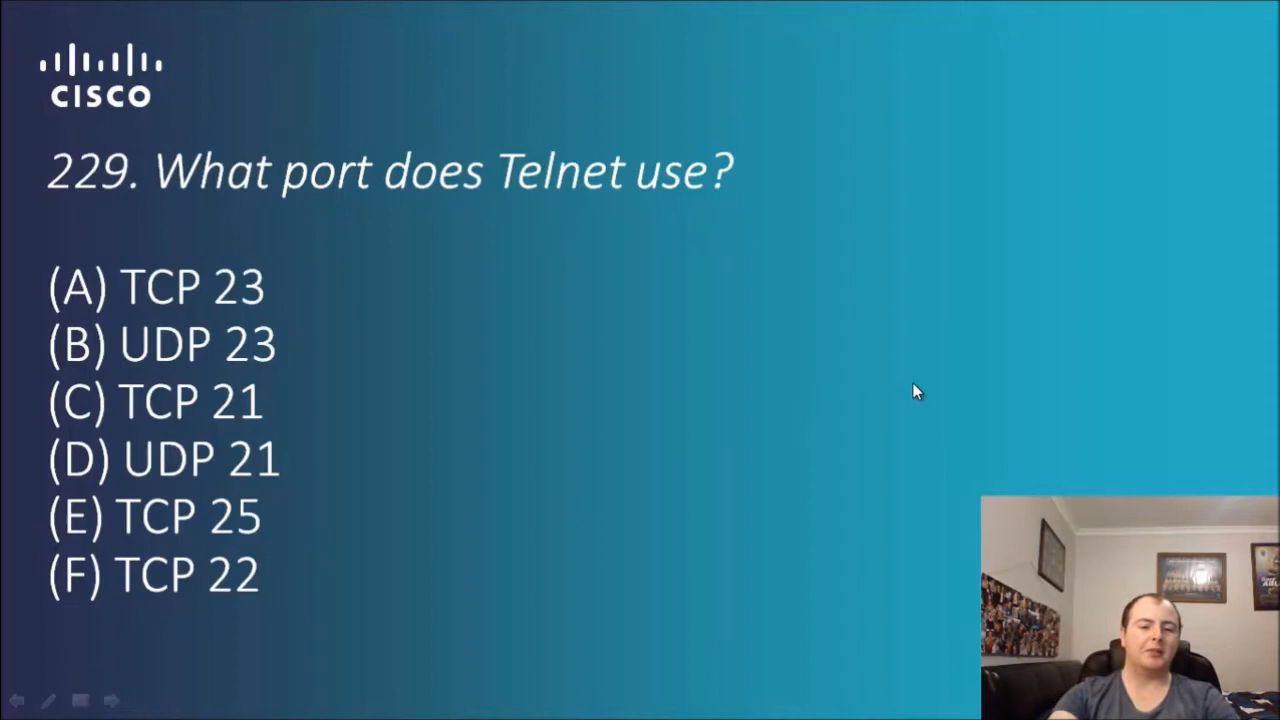 CISCO
229. What port does Telnet use?
(A) TCP 23
(B) UDP 23
(C) TCP 21
(D) UDP 21
(E) TCP 25
(F) TCP 22